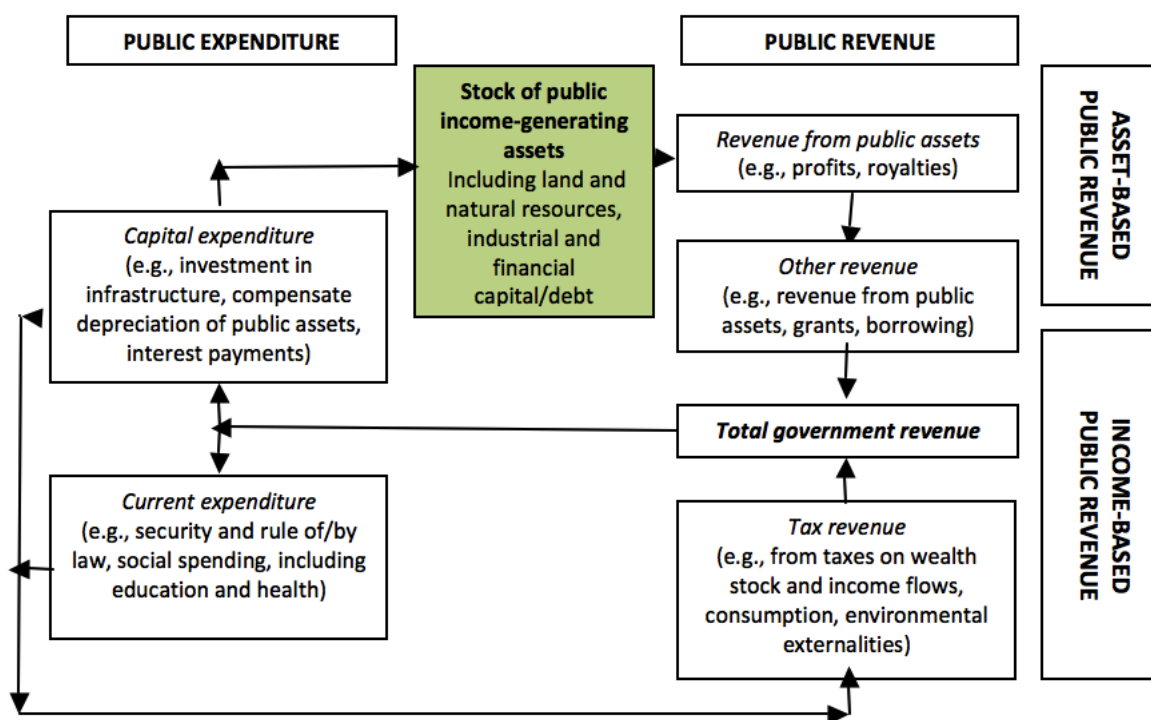 PUBLIC EXPENDITURE
PUBLIC REVENUE
Stock of public
income-generating
assets
Including land and
natural resources,
industrial and
financial
capital/debt
Revenue from public assets
(e.g., profits, royalties)
ASSET-BASED
PUBLIC REVENUE
Capital expenditure
(e.g., investment in
infrastructure, compensate
depreciation of public assets,
interest payments)
Other revenue
(e.g., revenue from public
assets, grants, borrowing)
Total government revenue
INCOME-BASED
PUBLIC REVENUE
Current expenditure
(e.g., security and rule of/by
law, social spending, including
education and health)
Tax revenue
(e.g., from taxes on wealth
stock and income flows,
consumption, environmental
externalities)